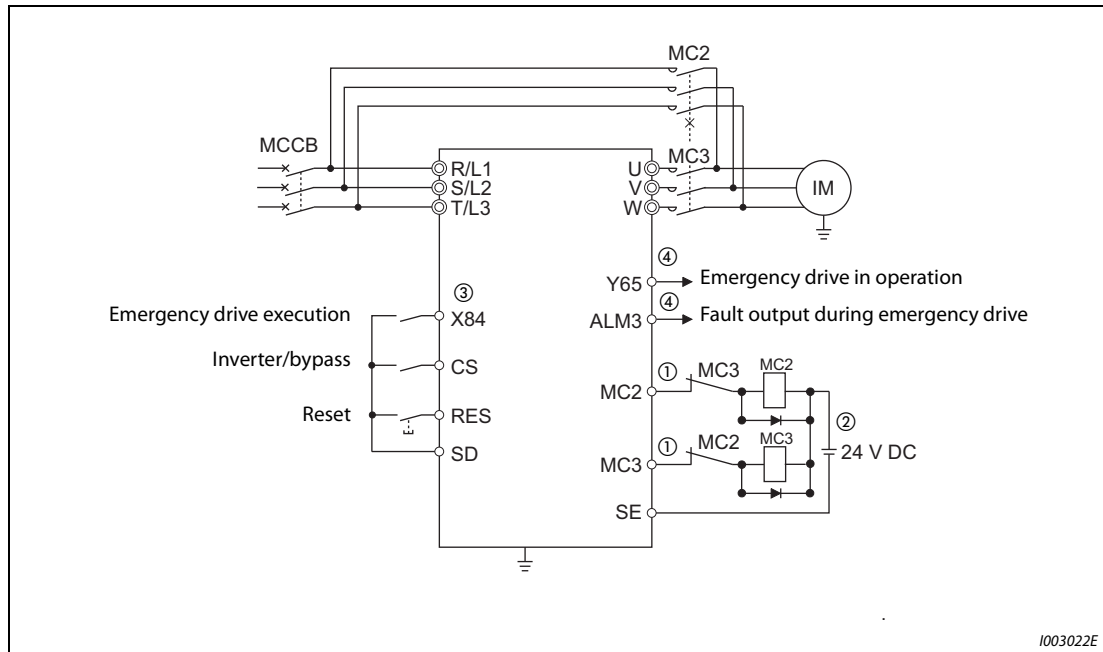 MC2
MCCB
R/L1
S/L2
T/L3
U
V
W
MC3
IM
④
Y65
Emergency drive in operation
④
ALM3
Fault output during emergency drive
③
Emergency drive execution
X84
Inverter/bypass
CS
Reset
RES
SD
MC2
①
MC3
MC2
②
24 V DC
MC3
①
MC2
MC3
SE
I003022E